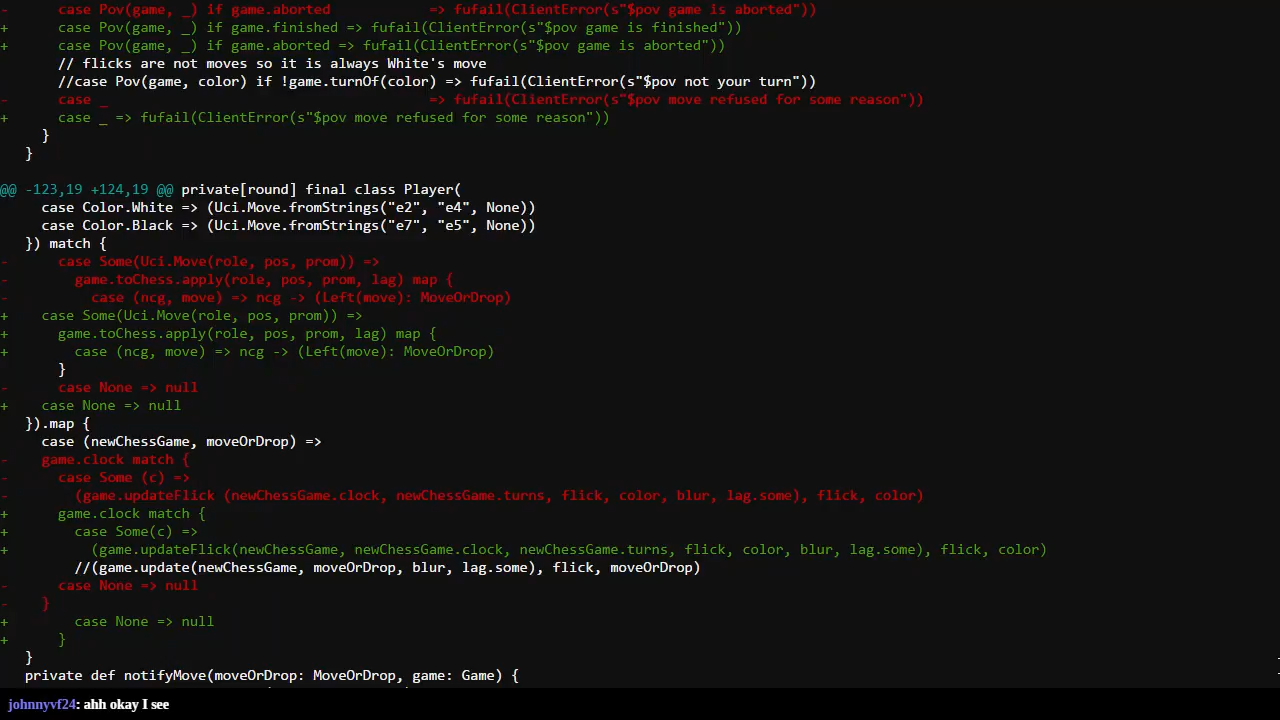 -      case Pov(game, _) if game.aborted            => fufail(ClientError(s"$pov game is aborted"))
+      case Pov(game, _) if game.finished => fufail(ClientError(s"$pov game is finished"))
+      case Pov(game, _) if game.aborted => fufail(ClientError(s"$pov game is aborted"))
       // flicks are not moves so it is always White's move
       //case Pov(game, color) if !game.turnOf(color) => fufail(ClientError(s"$pov not your turn"))
-      case _                                       => fufail(ClientError(s"$pov move refused for some reason"))
+      case _ => fufail(ClientError(s"$pov move refused for some reason"))
     }
   }
@@ -123,19 +124,19 @@ private[round] final class Player(
     case Color.White => (Uci.Move.fromStrings("e2", "e4", None))
     case Color.Black => (Uci.Move.fromStrings("e7", "e5", None))
   }) match {
-      case Some(Uci.Move(role, pos, prom)) =>
-        game.toChess.apply(role, pos, prom, lag) map {
-          case (ncg, move) => ncg -> (Left(move): MoveOrDrop)
+    case Some(Uci.Move(role, pos, prom)) =>
+      game.toChess.apply(role, pos, prom, lag) map {
+        case (ncg, move) => ncg -> (Left(move): MoveOrDrop)
       }
-      case None => null
+    case None => null
   }).map {
     case (newChessGame, moveOrDrop) =>
-    game.clock match {
-      case Some (c) =>
-        (game.updateFlick (newChessGame.clock, newChessGame.turns, flick, color, blur, lag.some), flick, color)
+      game.clock match {
+        case Some(c) =>
+          (game.updateFlick(newChessGame, newChessGame.clock, newChessGame.turns, flick, color, blur, lag.some), flick, color)
         //(game.update(newChessGame, moveOrDrop, blur, lag.some), flick, moveOrDrop)
-      case None => null
-    }
+        case None => null
+      }
   }
   private def notifyMove(moveOrDrop: MoveOrDrop, game: Game) {
johnnyvf24: ahh okay I see